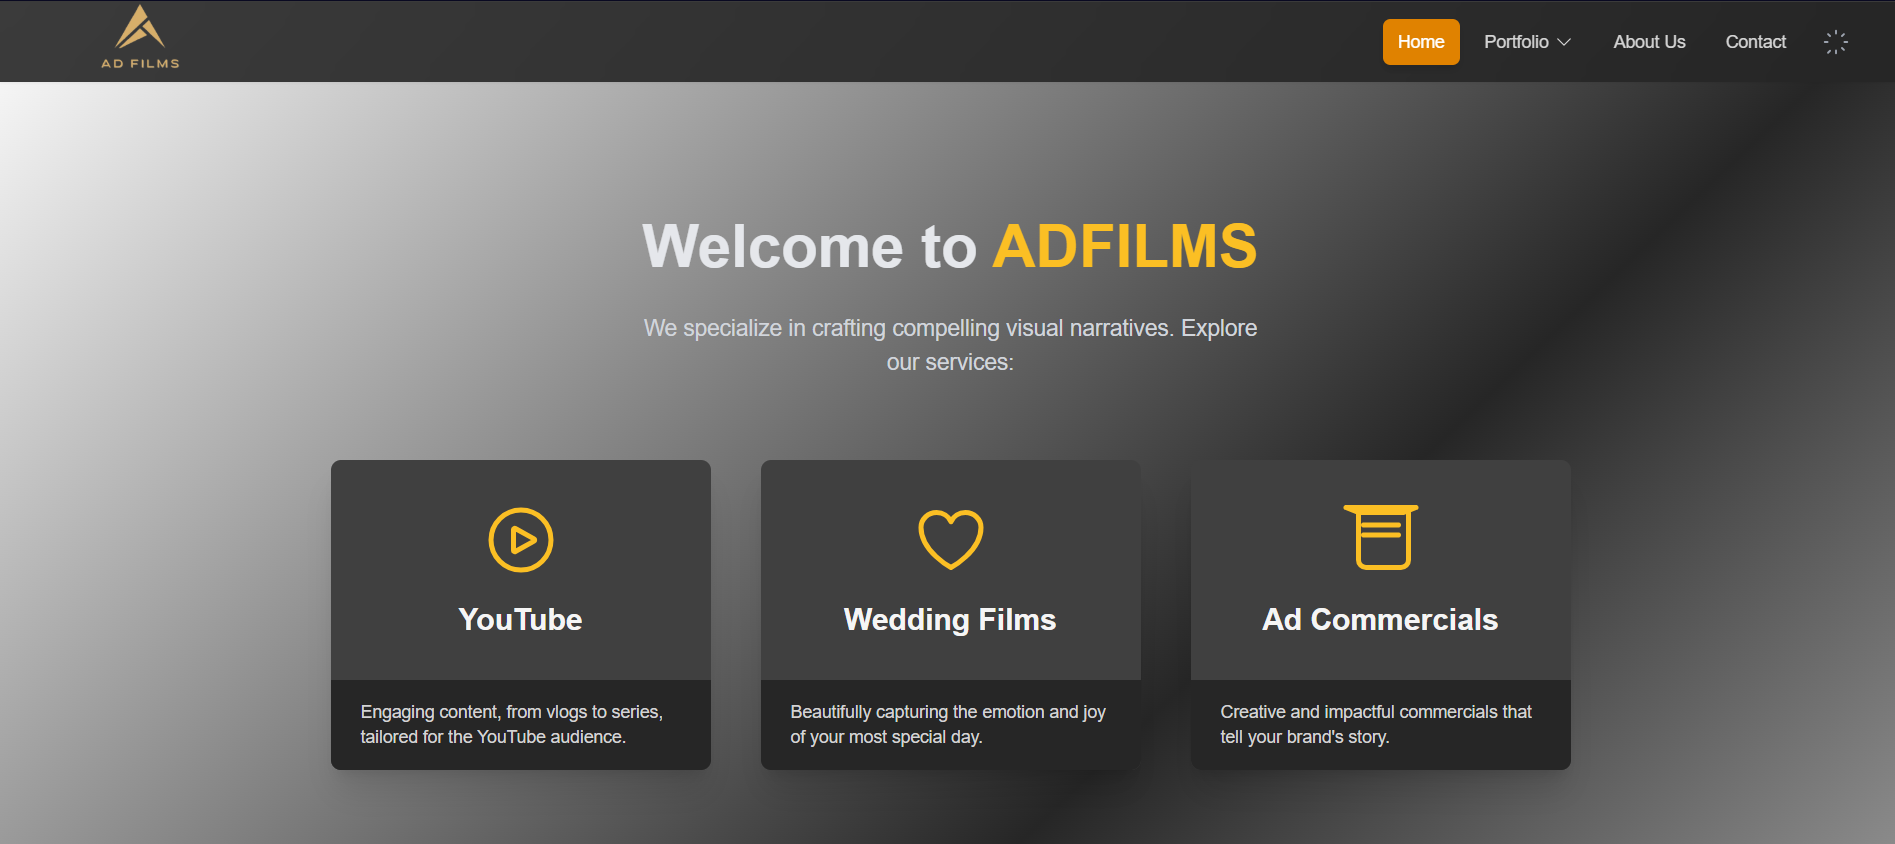 AD FILMS
Home
Portfolio
About Us
Contact
Welcome to ADFILMS
We specialize in crafting compelling visual narratives. Explore
our services:
YouTube
Engaging content, from vlogs to series,
tailored for the YouTube audience.
Wedding Films
Beautifully capturing the emotion and joy
of your most special day.
Ad Commercials
Creative and impactful commercials that
tell your brand's story.